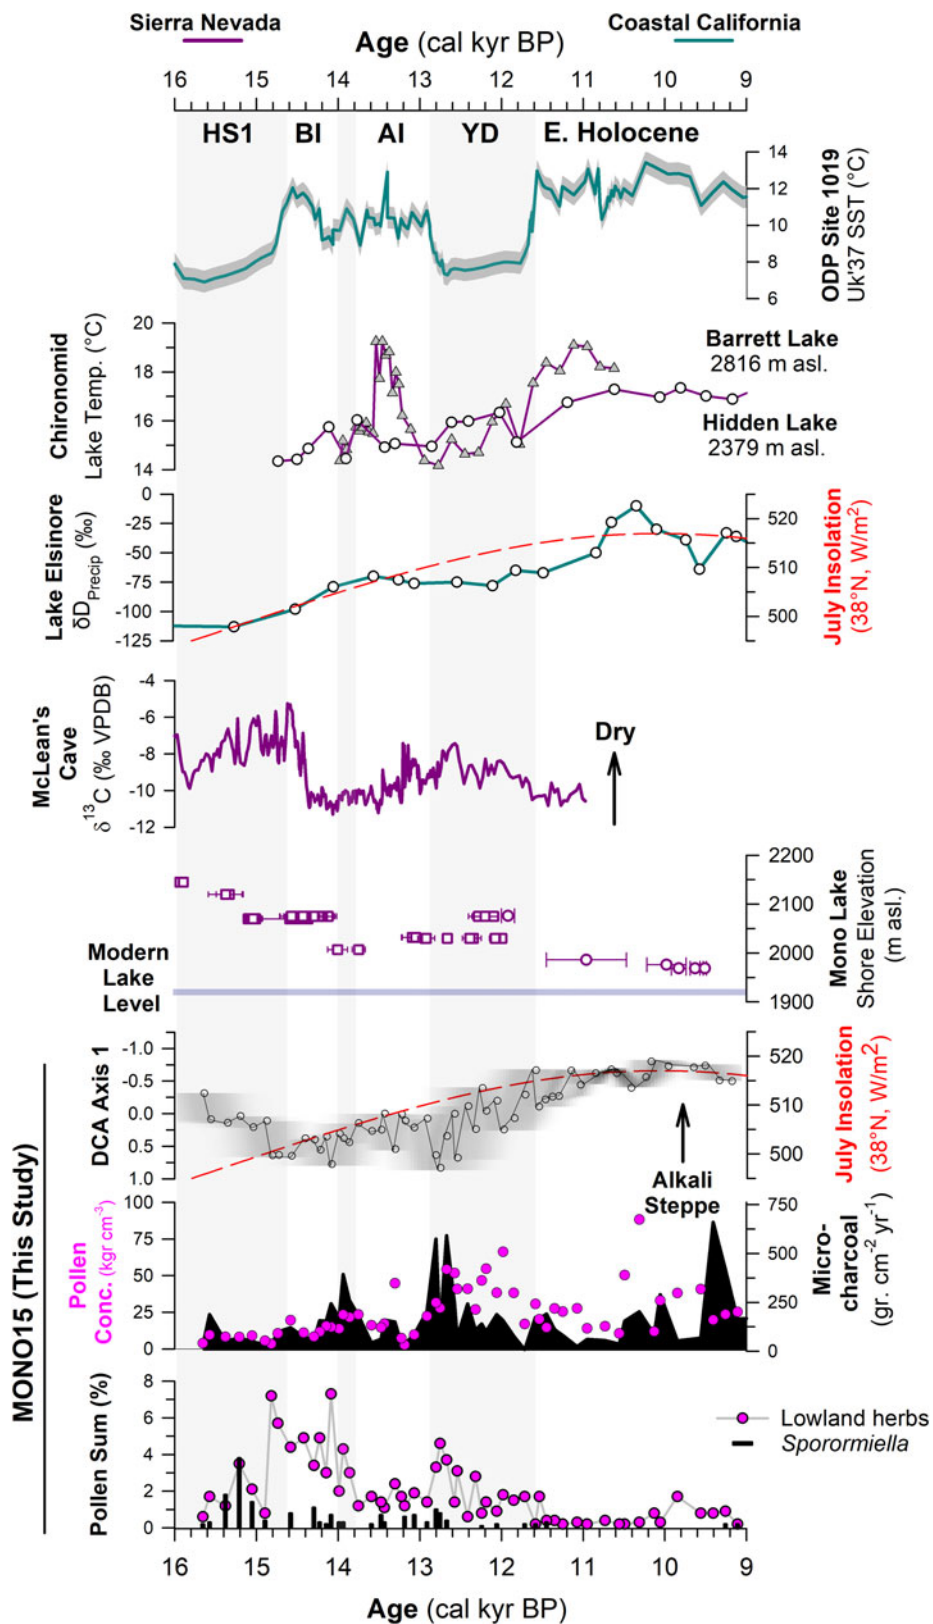 Sierra Nevada
Coastal California
Age (cal kyr BP)
16 15 14 13 12 11 10 9
HS1 BI AI YD E. Holocene
14
12
10
8
6
ODP Site 1019
Uk'37 SST (°C)
20
18
16
14
Chironomid
Lake Temp. (°C)
Barrett Lake
2816 m asl.
Hidden Lake
2379 m asl.
0
-25
-50
-75
-100
-125
Lake Elsinore
δD Precip (‰)
520
510
500
July Insolation
(38°N, W/m²)
-4
-6
-8
-10
-12
McLean's
Cave
δ¹³C (‰ VPDB)
Dry
2200
2100
2000
1900
Mono Lake
Shore Elevation
(m asl.)
Modern
Lake
Level
MONO15 (This Study)
-1.0
-0.5
0.0
0.5
1.0
DCA Axis 1
520
510
500
July Insolation
(38°N, W/m²)
Alkali
Steppe
100
75
50
25
0
Pollen
Conc. (kgr cm⁻³)
750
500
250
0
Micro-
charcoal
(gr. cm⁻² yr⁻¹)
8
6
4
2
0
Pollen Sum (%)
Lowland herbs
Sporormiella
16 15 14 13 12 11 10 9
Age (cal kyr BP)